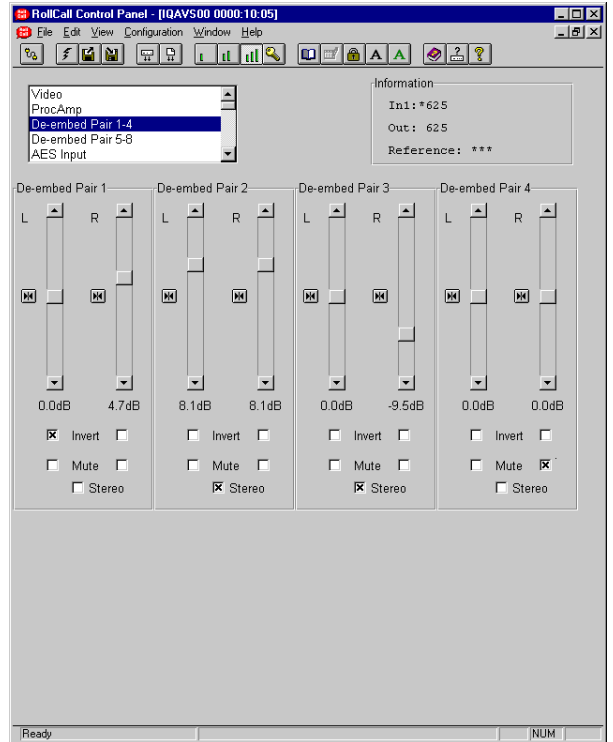 RollCall Control Panel - [IQAVS00 0000:10:05]
File Edit View Configuration Window Help
A A
Video
ProcAmp
De-embed Pair 1-4
De-embed Pair 5-8
AES Input
Information
In1:*625
Out: 625
Reference: ***
De-embed Pair 1 De-embed Pair 2 De-embed Pair 3 De-embed Pair 4
L R L R L R L R
0.0dB 4.7dB 8.1dB 8.1dB 0.0dB -9.5dB 0.0dB 0.0dB
Invert Invert Invert Invert
Mute Mute Mute Mute
Stereo Stereo Stereo Stereo
Ready NUM